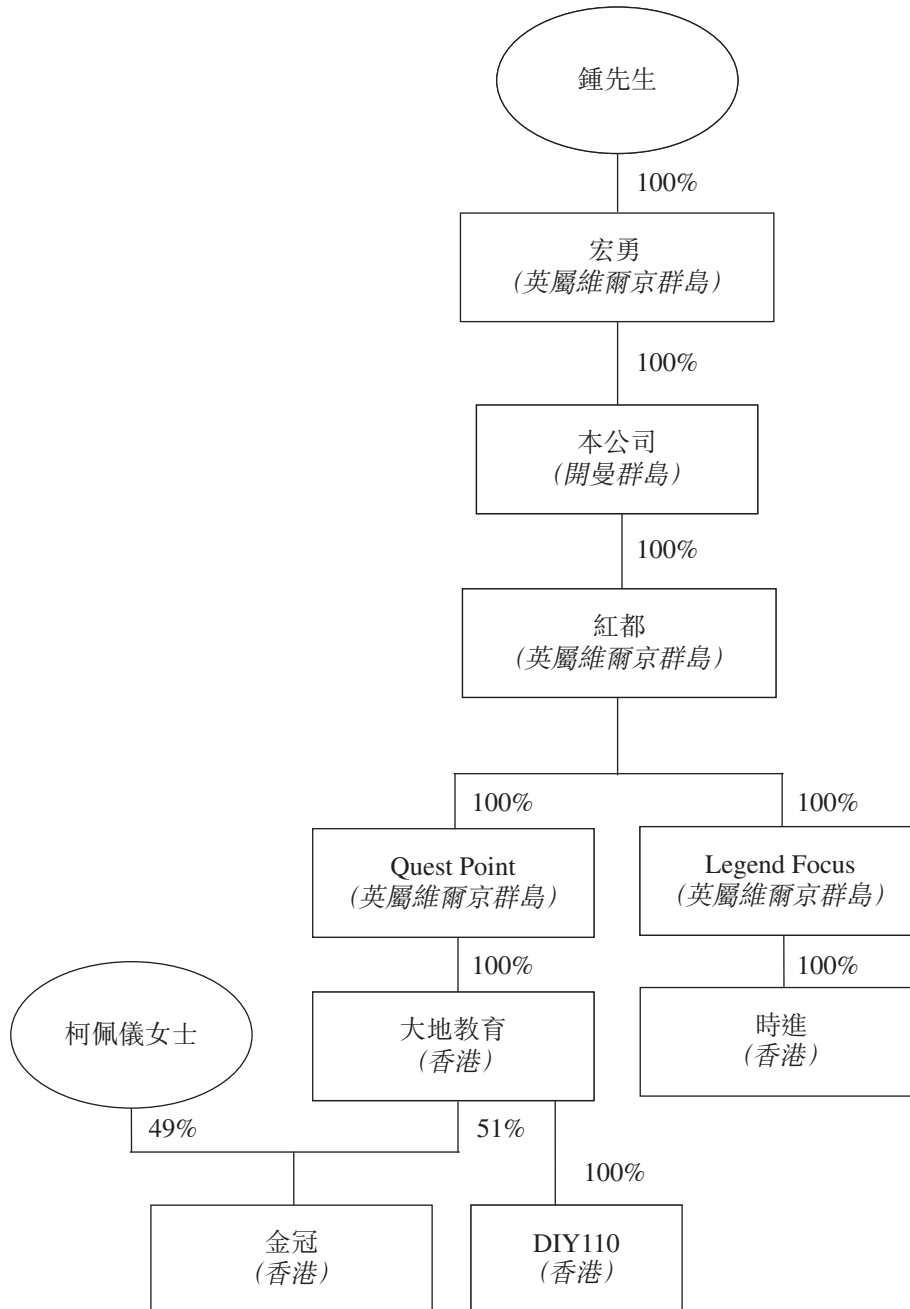 鍾先生
100%
宏勇
(英屬維爾京群島)
100%
本公司
(開曼群島)
100%
紅都
(英屬維爾京群島)
100%
100%
Quest Point
(英屬維爾京群島)
Legend Focus
(英屬維爾京群島)
100%
100%
柯佩儀女士
大地教育
(香港)
時進
(香港)
49%
51%
100%
金冠
(香港)
DIY110
(香港)